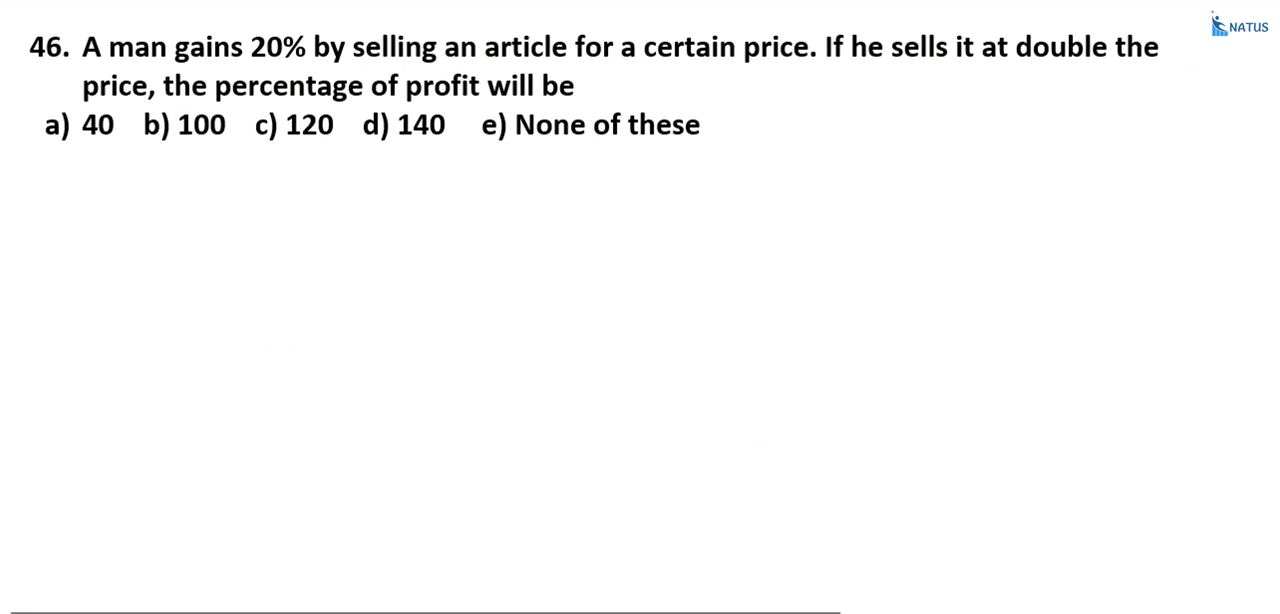 NATUS
46. A man gains 20% by selling an article for a certain price. If he sells it at double the
price, the percentage of profit will be
a) 40 b) 100 c) 120 d) 140 e) None of these